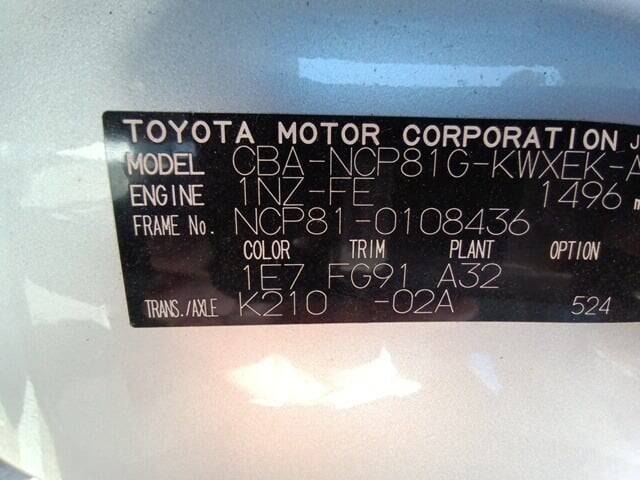 TOYOTA MOTOR CORPORATION J
MODEL CBA-NCP81G-KWXEK-A
ENGINE 1NZ-FE 1496 m
FRAME No. NCP81-0108436
COLOR TRIM PLANT OPTION
1E7 FG91 A32
TRANS./AXLE K210 -02A 524